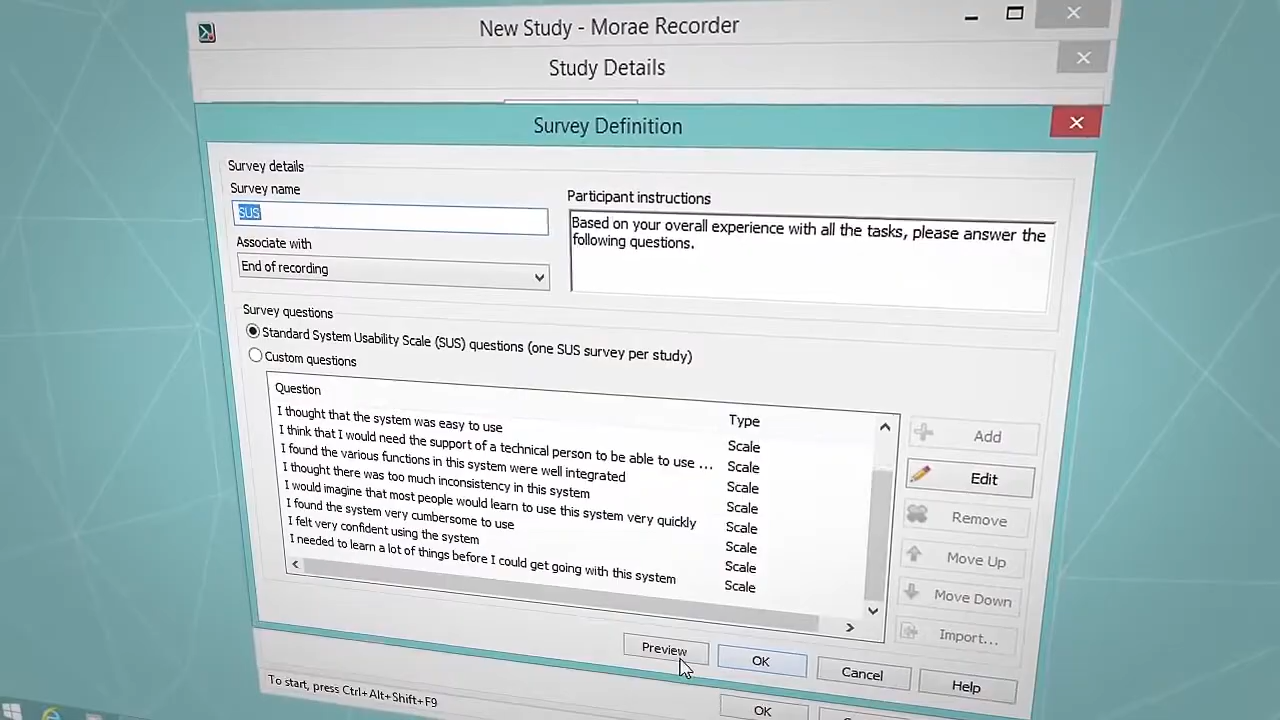 New Study - Morae Recorder
Study Details
Survey Definition
Survey details
Survey name
SUS
Participant instructions
Based on your overall experience with all the tasks, please answer the
following questions.
Associate with
End of recording
Survey questions
Standard System Usability Scale (SUS) questions (one SUS survey per study)
Custom questions
Question
Type
I thought that the system was easy to use
Scale
I think that I would need the support of a technical person to be able to use ...
Scale
I found the various functions in this system were well integrated
Scale
I thought there was too much inconsistency in this system
Scale
I would imagine that most people would learn to use this system very quickly
Scale
I found the system very cumbersome to use
Scale
I felt very confident using the system
Scale
I needed to learn a lot of things before I could get going with this system
Scale
Add
Edit
Remove
Move Up
Move Down
Import...
Preview
OK
Cancel
Help
To start, press Ctrl+Alt+Shift+F9
OK